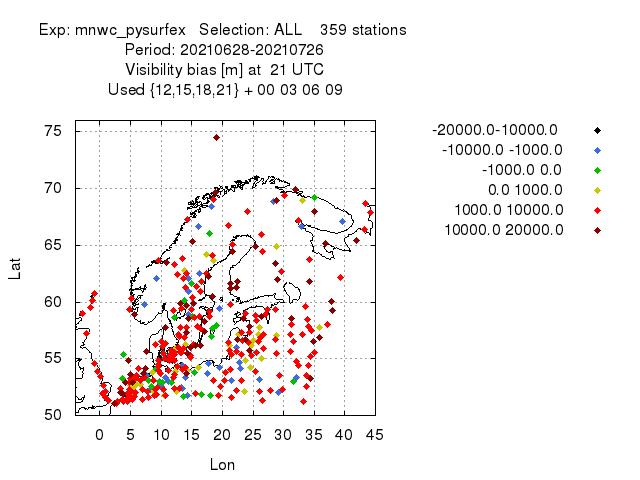 Exp: mnwc_pysurfex   Selection: ALL    359 stations
Period: 20210628-20210726
Visibility bias [m] at  21 UTC
Used {12,15,18,21} + 00 03 06 09
-20000.0-10000.0
-10000.0 -1000.0
-1000.0 0.0
0.0 1000.0
1000.0 10000.0
10000.0 20000.0
Lat
75
70
65
60
55
50
0 5 10 15 20 25 30 35 40 45
Lon